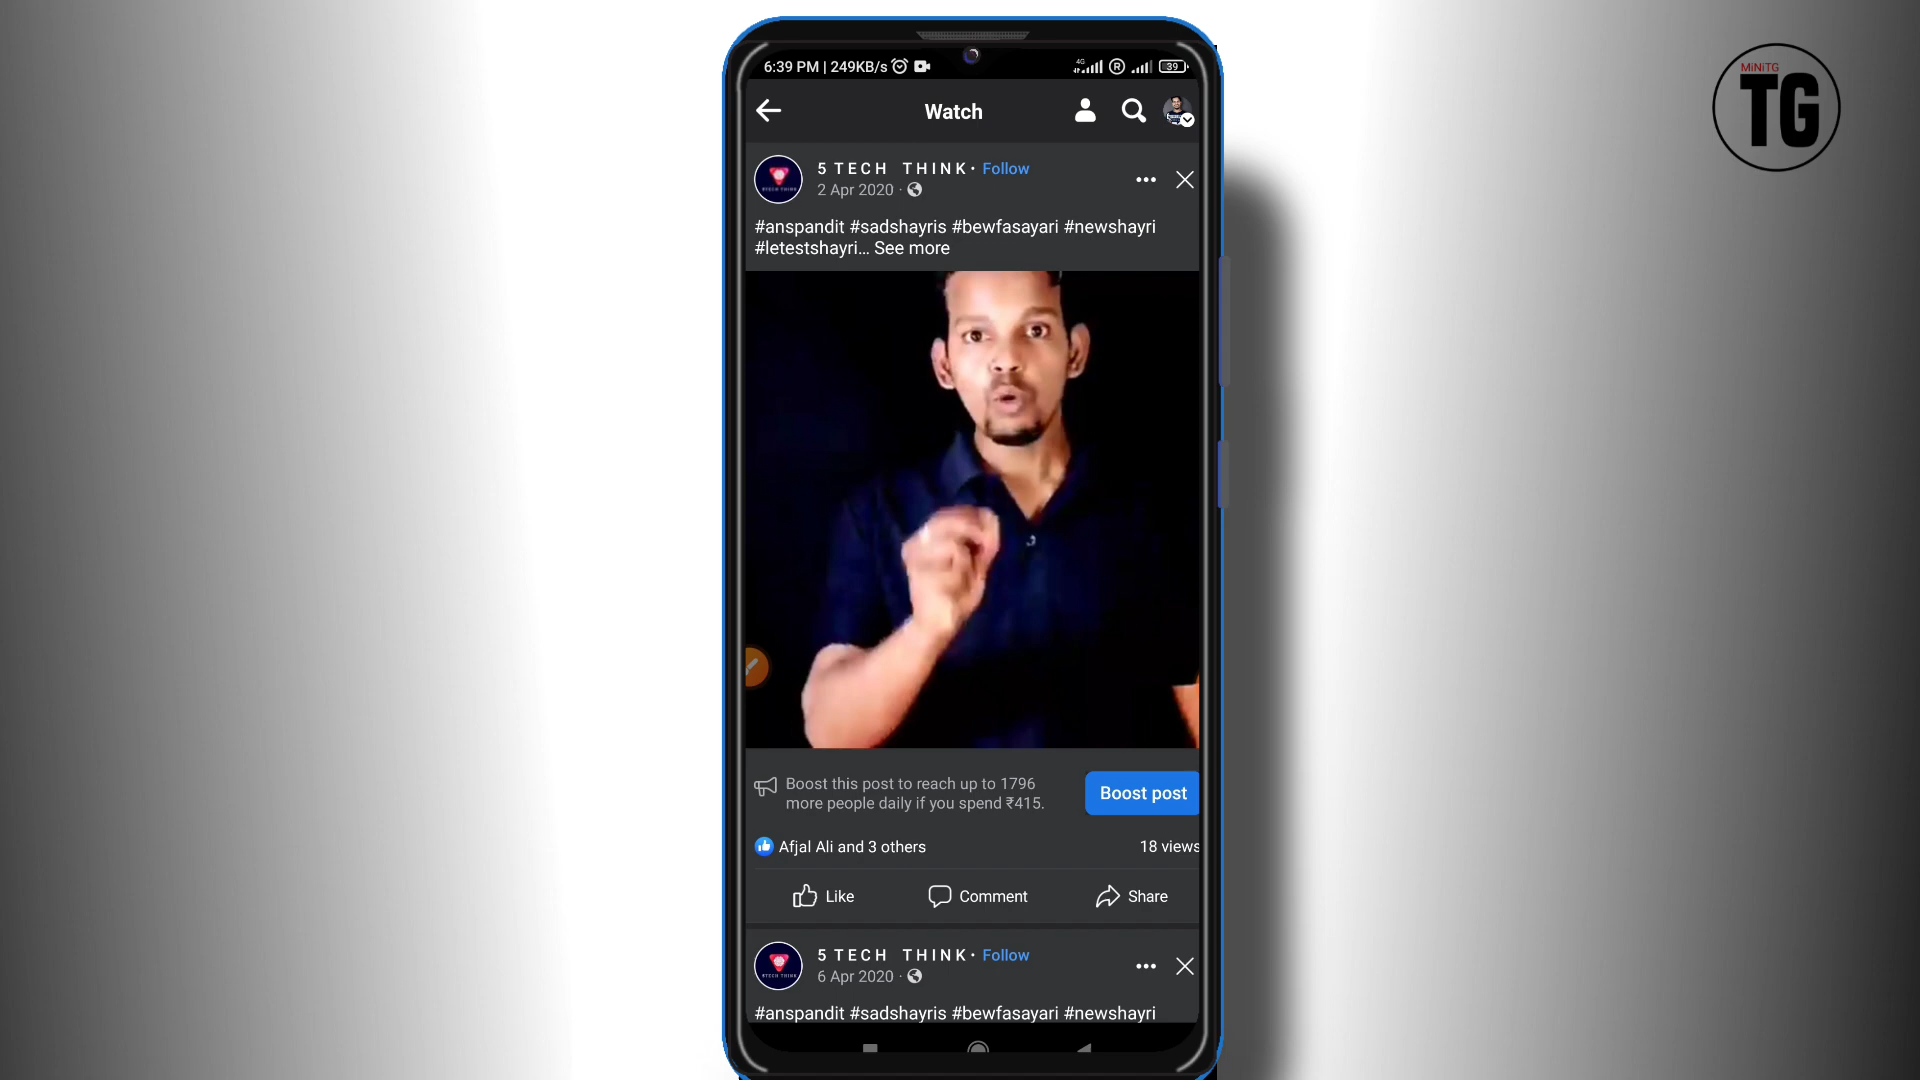 MiNiTG
TG
6:39 PM | 249KB/s
4G
R
39
Watch
5 TECH THINK · Follow
2 Apr 2020 ·
#anspandit #sadshayris #bewfasayari #newshayri
#letestshayri... See more
Boost this post to reach up to 1796
more people daily if you spend ₹415.
Boost post
Afjal Ali and 3 others
18 views
Like
Comment
Share
5 TECH THINK · Follow
6 Apr 2020 ·
#anspandit #sadshayris #bewfasayari #newshayri